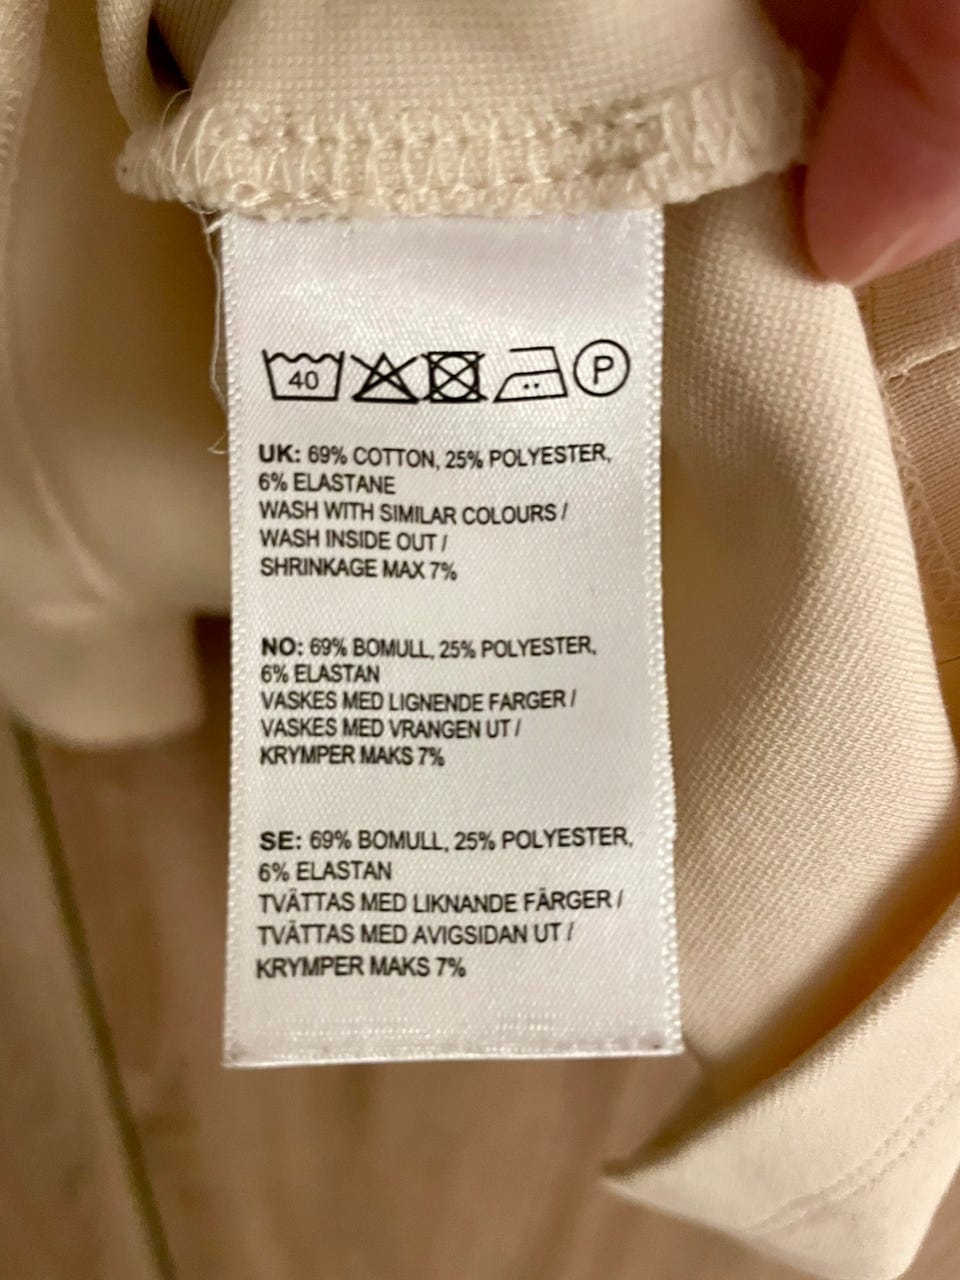 40 P
UK: 69% COTTON, 25% POLYESTER,
6% ELASTANE
WASH WITH SIMILAR COLOURS /
WASH INSIDE OUT /
SHRINKAGE MAX 7%
NO: 69% BOMULL, 25% POLYESTER,
6% ELASTAN
VASKES MED LIGNENDE FARGER /
VASKES MED VRANGEN UT /
KRYMPER MAKS 7%
SE: 69% BOMULL, 25% POLYESTER,
6% ELASTAN
TVÄTTAS MED LIKNANDE FÄRGER /
TVÄTTAS MED AVIGSIDAN UT /
KRYMPER MAKS 7%